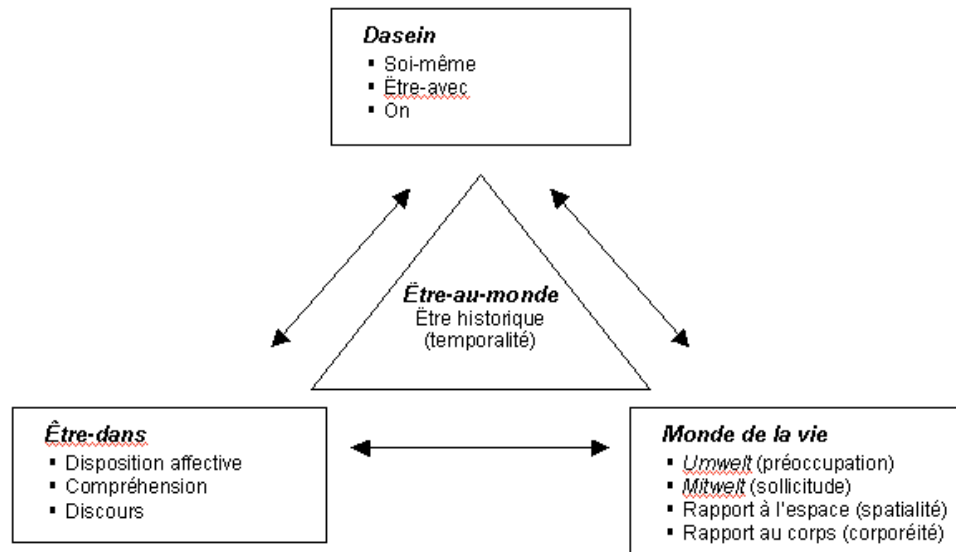 Dasein
▪ Soi-même
▪ Ëtre-avec
▪ On
Ëtre-au-monde
Ëtre historique
(temporalité)
Être-dans
▪ Disposition affective
▪ Compréhension
▪ Discours
Monde de la vie
▪ Umwelt (préoccupation)
▪ Mitwelt (sollicitude)
▪ Rapport à l'espace (spatialité)
▪ Rapport au corps (corporéité)